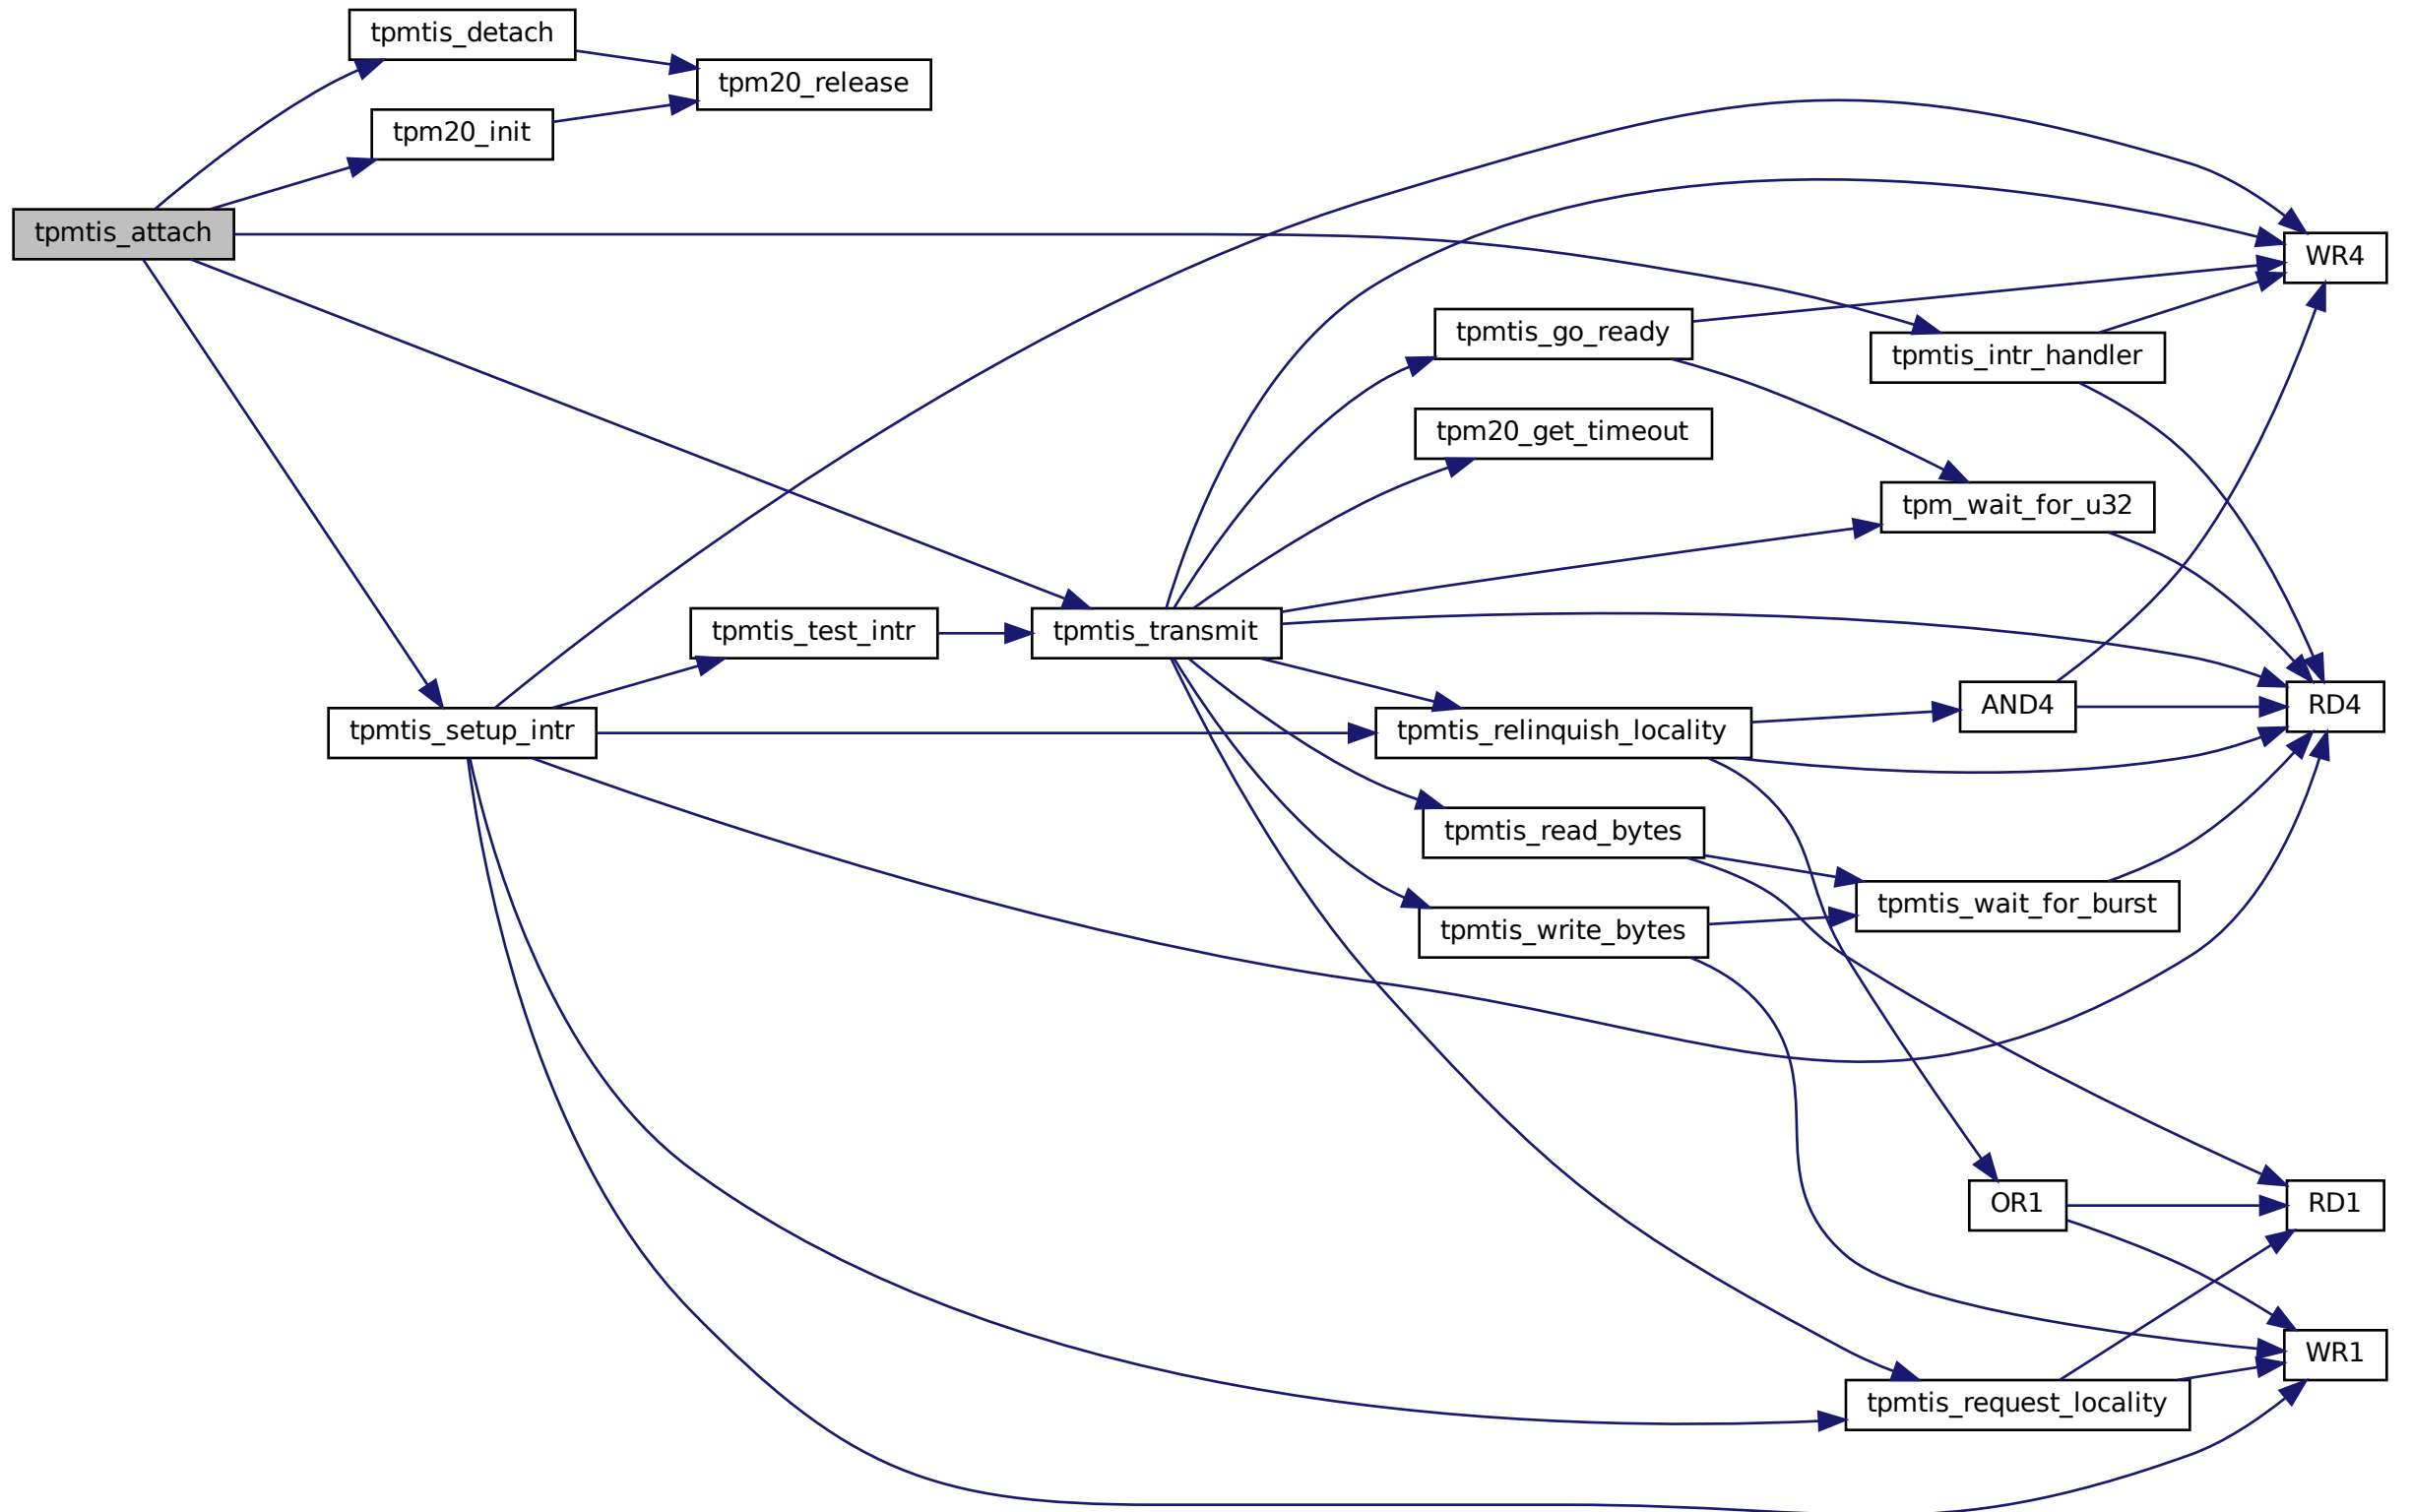 tpmtis_detach
tpm20_release
tpm20_init
tpmtis_attach
WR4
tpmtis_go_ready
tpmtis_intr_handler
tpm20_get_timeout
tpm_wait_for_u32
tpmtis_test_intr
tpmtis_transmit
AND4
RD4
tpmtis_setup_intr
tpmtis_relinquish_locality
tpmtis_read_bytes
tpmtis_wait_for_burst
tpmtis_write_bytes
OR1
RD1
WR1
tpmtis_request_locality